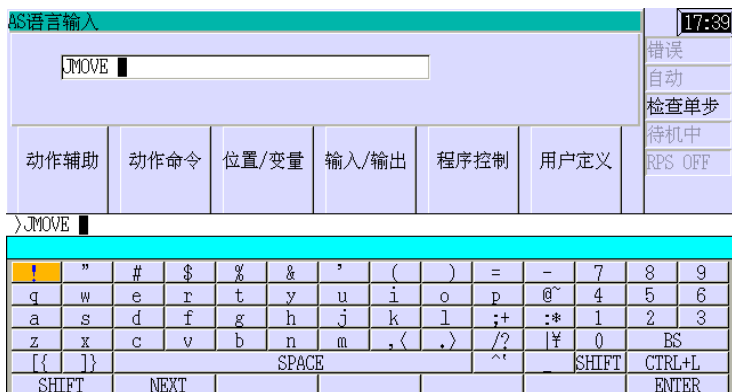 AS语言输入
17:39
JMOVE
错误
自动
检查单步
待机中
RPS OFF
动作辅助 动作命令 位置/变量 输入/输出 程序控制 用户定义
>JMOVE
! ” # $ % & ’ ( ) = - 7 8 9
q w e r t y u i o p @~ 4 5 6
a s d f g h j k l ;+ :* 1 2 3
z x c v b n m ,< .> /? |¥ 0 BS
[{ ]} SPACE ^‘ _ SHIFT CTRL+L
SHIFT NEXT ENTER